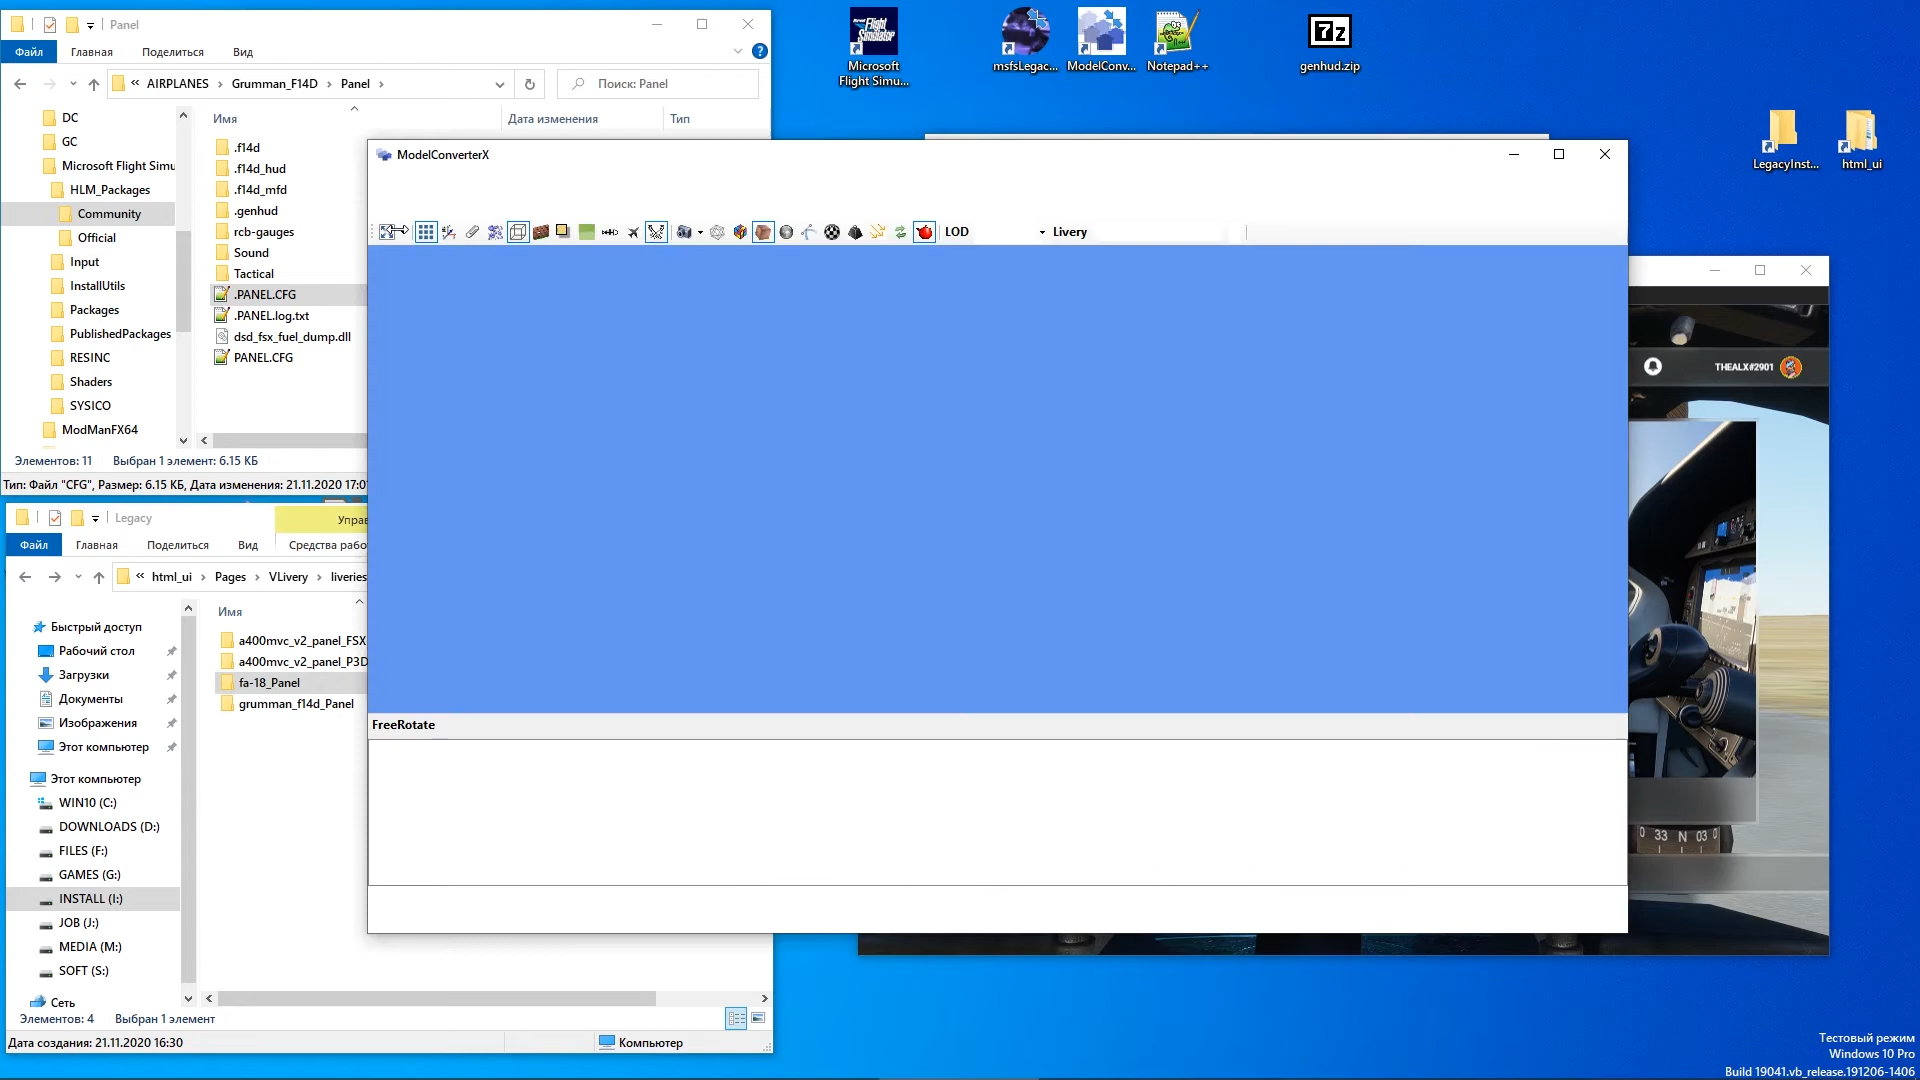 Panel
Файл Главная Поделиться Вид
« AIRPLANES › Grumman_F14D › Panel ›
Поиск: Panel
DC
GC
Microsoft Flight Simu
HLM_Packages
Community
Official
Input
InstallUtils
Packages
PublishedPackages
RESINC
Shaders
SYSICO
ModManFX64
Имя Дата изменения Тип
.f14d
.f14d_hud
.f14d_mfd
.genhud
rcb-gauges
Sound
Tactical
.PANEL.CFG
.PANEL.log.txt
dsd_fsx_fuel_dump.dll
PANEL.CFG
Элементов: 11 Выбран 1 элемент: 6.15 КБ
Тип: Файл "CFG", Размер: 6.15 КБ, Дата изменения: 21.11.2020 17:01
Legacy
Управ
Файл Главная Поделиться Вид Средства рабо
« html_ui › Pages › VLivery › liveries
Быстрый доступ
Рабочий стол
Загрузки
Документы
Изображения
Этот компьютер
Этот компьютер
WIN10 (C:)
DOWNLOADS (D:)
FILES (F:)
GAMES (G:)
INSTALL (I:)
JOB (J:)
MEDIA (M:)
SOFT (S:)
Сеть
Имя
a400mvc_v2_panel_FSX
a400mvc_v2_panel_P3D
fa-18_Panel
grumman_f14d_Panel
Элементов: 4 Выбран 1 элемент
Дата создания: 21.11.2020 16:30
Компьютер
ModelConverterX
LOD Livery
FreeRotate
Flight Simulator
Microsoft
Flight Simu...
msfsLegac...
ModelConv...
Notepad++
7z
genhud.zip
LegacyInst...
html_ui
THEALX#2901
0 33 N 03 0
Тестовый режим
Windows 10 Pro
Build 19041.vb_release.191206-1406